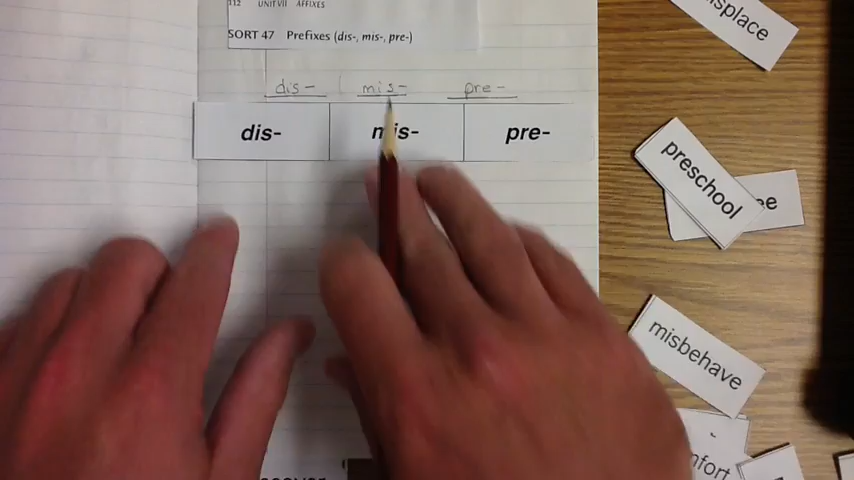 112 UNIT VII AFFIXES
SORT 47 Prefixes (dis-, mis-, pre-)
dis- mis- pre-
dis- mis- pre-
preschool
misbehave